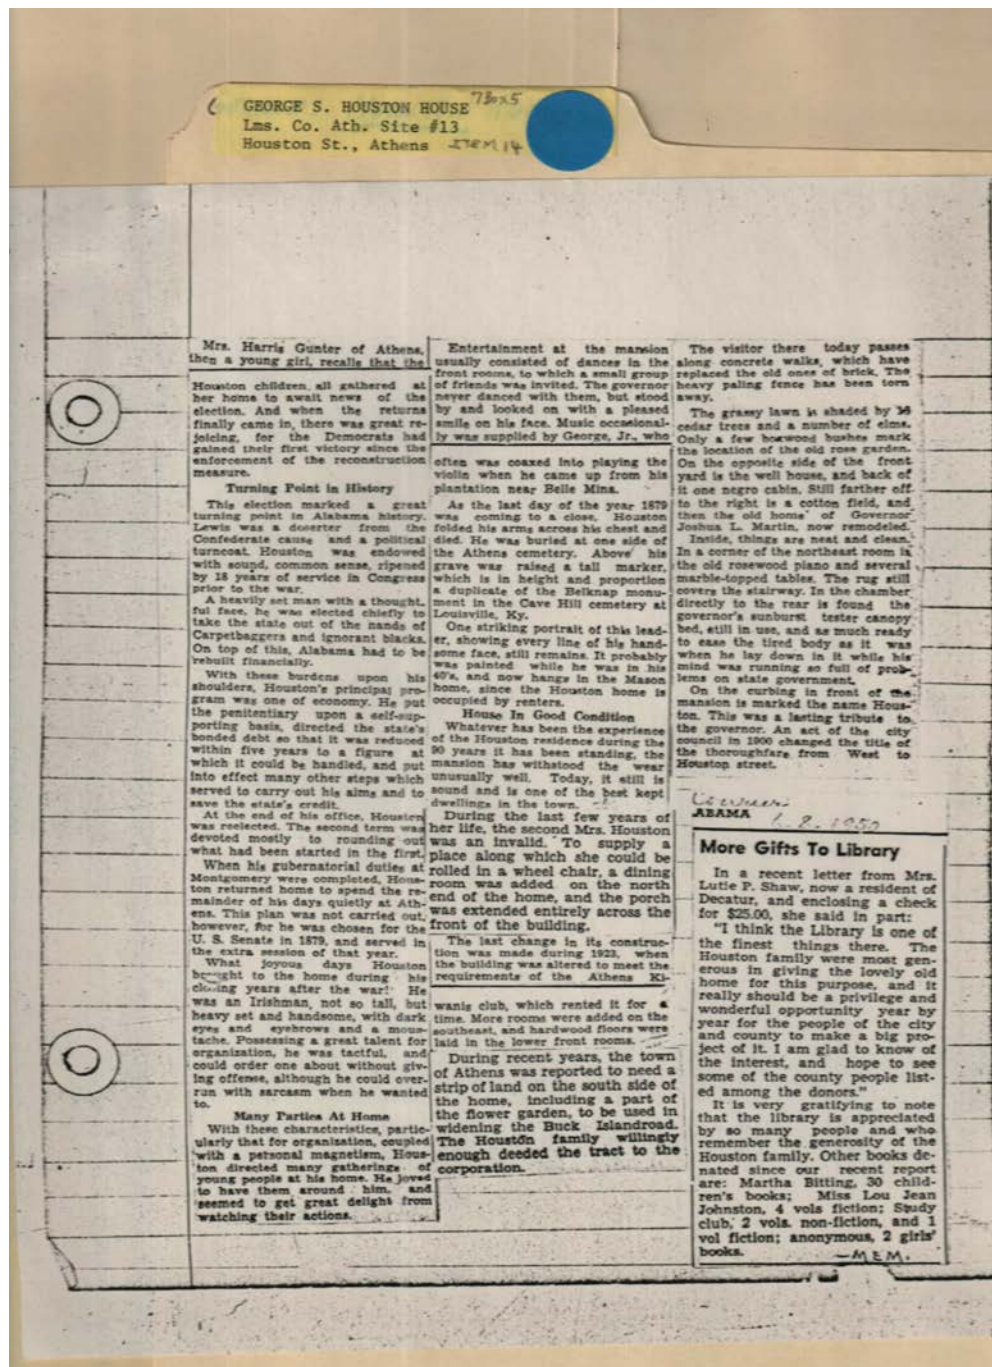 GEORGE S. HOUSTON HOUSE 730x5
Lms. Co. Ath. Site #13
Houston St., Athens ITEM 14
Mrs. Harris Gunter of Athens,
then a young girl, recalls that the
Houston children all gathered at
her home to await news of the
election. And when the returns
finally came in, there was great re-
joicing, for the Democrats had
gained their first victory since the
enforcement of the reconstruction
measure.
Turning Point in History
This election marked a great
turning point in Alabama history.
Lewis was a deserter from the
Confederate cause and a political
turncoat. Houston was endowed
with sound, common sense, ripened
by 18 years of service in Congress
prior to the war.
A heavily set man with a thought-
ful face, he was elected chiefly to
take the state out of the hands of
Carpetbaggers and ignorant blacks.
On top of this, Alabama had to be
rebuilt financially.
With these burdens upon his
shoulders, Houston's principal pro-
gram was one of economy. He put
the penitentiary upon a self-sup-
porting basis, directed the state's
bonded debt so that it was reduced
within five years to a figure at
which it could be handled, and put
into effect many other steps which
served to carry out his aims and to
save the state's credit.
At the end of his office, Houston
was reelected. The second term was
devoted mostly to rounding out
what had been started in the first.
When his gubernatorial duties at
Montgomery were completed, Hous-
ton returned home to spend the re-
mainder of his days quietly at Ath-
ens. This plan was not carried out,
however, for he was chosen for the
U. S. Senate in 1879, and served in
the extra session of that year.
What joyous days Houston
brought to the home during his
closing years after the war! He
was an Irishman, not so tall, but
heavy set and handsome, with dark
eyes and eyebrows and a mous-
tache. Possessing a great talent for
organization, he was tactful, and
could order one about without giv-
ing offense, although he could over-
run with sarcasm when he wanted
to.
Many Parties At Home
With these characteristics, partic-
ularly that for organization, coupled
with a personal magnetism, Hous-
ton directed many gatherings of
young people at his home. He loved
to have them around him, and
seemed to get great delight from
watching their actions.
Entertainment at the mansion
usually consisted of dances in the
front rooms, to which a small group
of friends was invited. The governor
never danced with them, but stood
by and looked on with a pleased
smile on his face. Music occasional-
ly was supplied by George, Jr., who
often was coaxed into playing the
violin when he came up from his
plantation near Belle Mina.
As the last day of the year 1879
was coming to a close, Houston
folded his arms across his chest and
died. He was buried at one side of
the Athens cemetery. Above his
grave was raised a tall marker,
which is in height and proportion
a duplicate of the Belknap monu-
ment in the Cave Hill cemetery at
Louisville, Ky.
One striking portrait of this lead-
er, showing every line of his hand-
some face, still remains. It probably
was painted while he was in his
40's, and now hangs in the Mason
home, since the Houston home is
occupied by renters.
House In Good Condition
Whatever has been the experience
of the Houston residence during the
90 years it has been standing, the
mansion has withstood the wear
unusually well. Today, it still is
sound and is one of the best kept
dwellings in the town.
During the last few years of
her life, the second Mrs. Houston
was an invalid. To supply a
place along which she could be
rolled in a wheel chair, a dining
room was added on the north
end of the home, and the porch
was extended entirely across the
front of the building.
The last change in its construc-
tion was made during 1923, when
the building was altered to meet the
requirements of the Athens Ki-
wanis club, which rented it for a
time. More rooms were added on the
southeast, and hardwood floors were
laid in the lower front rooms.
During recent years, the town
of Athens was reported to need a
strip of land on the south side of
the home, including a part of
the flower garden, to be used in
widening the Buck Islandroad.
The Houston family willingly
enough deeded the tract to the
corporation.
The visitor there today passes
along concrete walks, which have
replaced the old ones of brick. The
heavy paling fence has been torn
away.
The grassy lawn is shaded by
cedar trees and a number of elms.
Only a few boxwood bushes mark
the location of the old rose garden.
On the opposite side of the front
yard is the well house, and back of
it one negro cabin. Still farther off
to the right is a cotton field, and
then the old home of Governor
Joshua L. Martin, now remodeled.
Inside, things are neat and clean.
In a corner of the northeast room is
the old rosewood piano and several
marble-topped tables. The rug still
covers the stairway. In the chamber
directly to the rear is found the
governor's sunburst tester canopy
bed, still in use, and as much ready
to ease the tired body as it was
when he lay down in it while his
mind was running so full of prob-
lems on state government.
On the curbing in front of the
mansion is marked the name Hous-
ton. This was a lasting tribute to
the governor. An act of the city
council in 1900 changed the title of
the thoroughfare from West to
Houston street.
Courier
ABAMA 6.8.1950
More Gifts To Library
In a recent letter from Mrs.
Lutie P. Shaw, now a resident of
Decatur, and enclosing a check
for $25.00, she said in part:
"I think the Library is one of
the finest things there. The
Houston family were most gen-
erous in giving the lovely old
home for this purpose, and it
really should be a privilege and
wonderful opportunity year by
year for the people of the city
and county to make a big pro-
ject of it. I am glad to know of
the interest, and hope to see
some of the county people list-
ed among the donors."
It is very gratifying to note
that the library is appreciated
by so many people and who
remember the generosity of the
Houston family. Other books do-
nated since our recent report
are: Martha Bitting, 30 child-
ren's books; Miss Lou Jean
Johnston, 4 vols fiction; Study
club, 2 vols. non-fiction, and 1
vol fiction; anonymous, 2 girls'
books. —MEM.